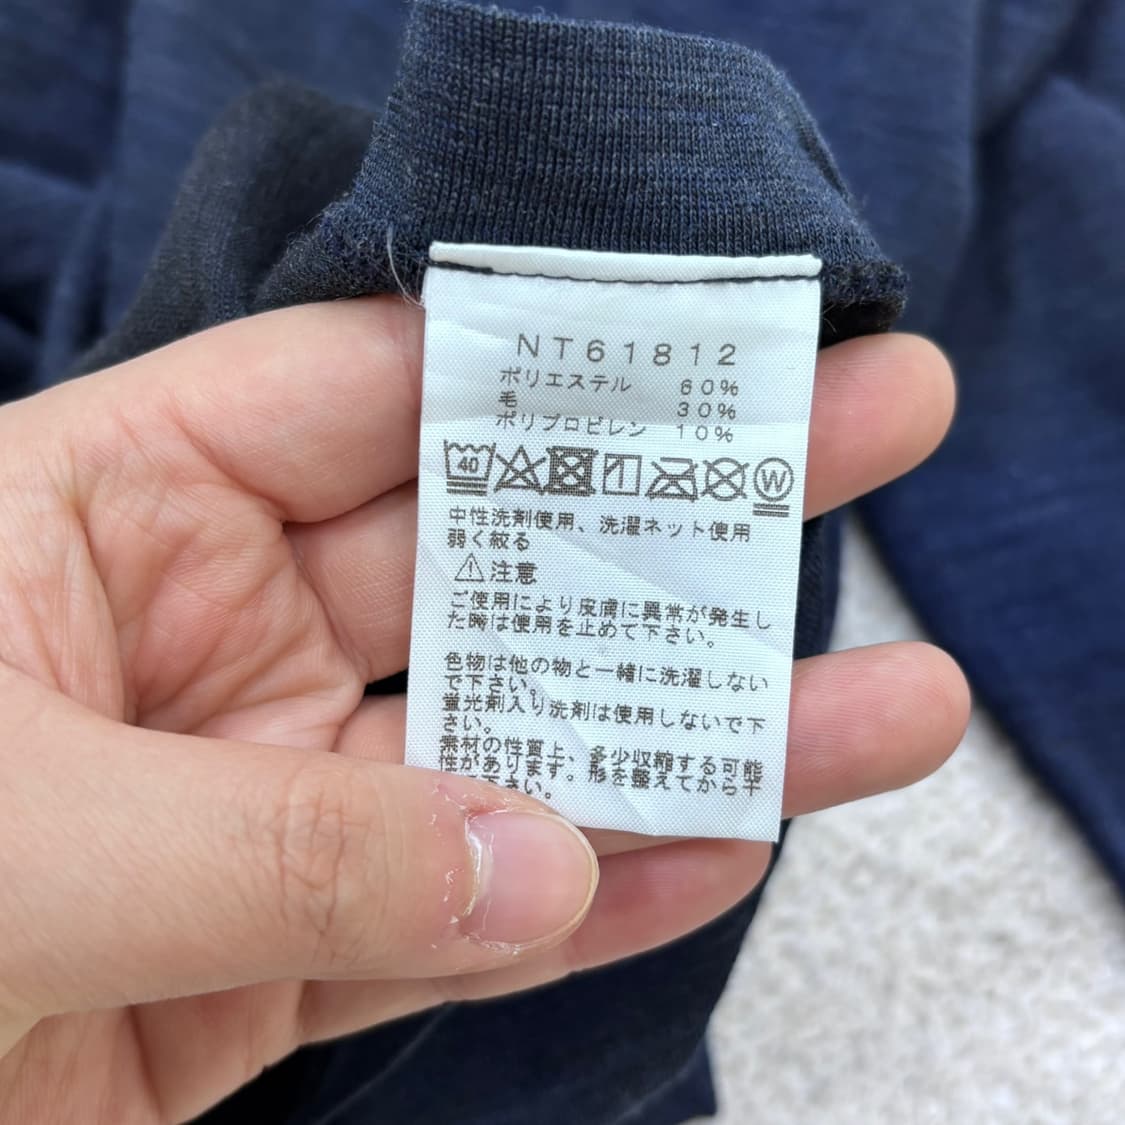 NT61812
ポリエステル 60%
毛 30%
ポリプロピレン 10%
40 W
中性洗剤使用、洗濯ネット使用
弱く絞る
注意
ご使用により皮膚に異常が発生し
た時は使用を止めて下さい。
色物は他の物と一緒に洗濯しない
で下さい。
蛍光剤入り洗剤は使用しないで下
さい。
素材の性質上、多少収縮する可能
性があります。形を整えてから干
さい。